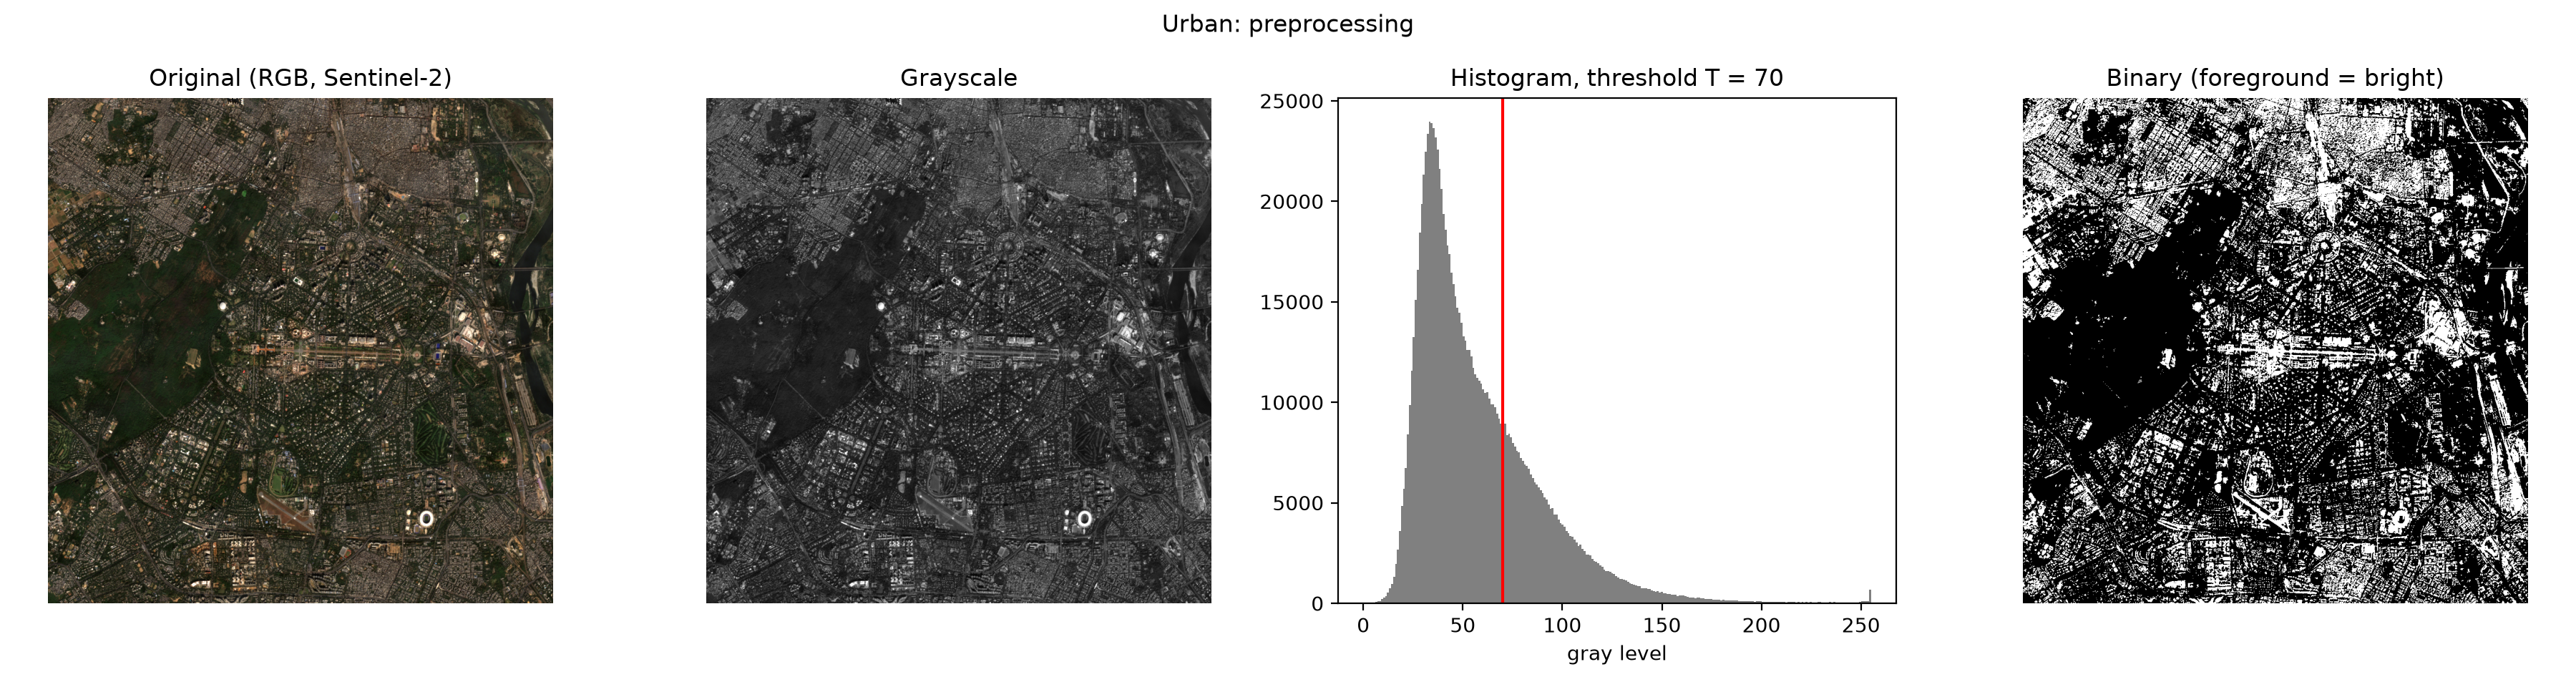 Urban: preprocessing
Original (RGB, Sentinel-2)
Grayscale
Histogram, threshold T = 70
Binary (foreground = bright)
25000
20000
15000
10000
5000
0
0 50 100 150 200 250
gray level